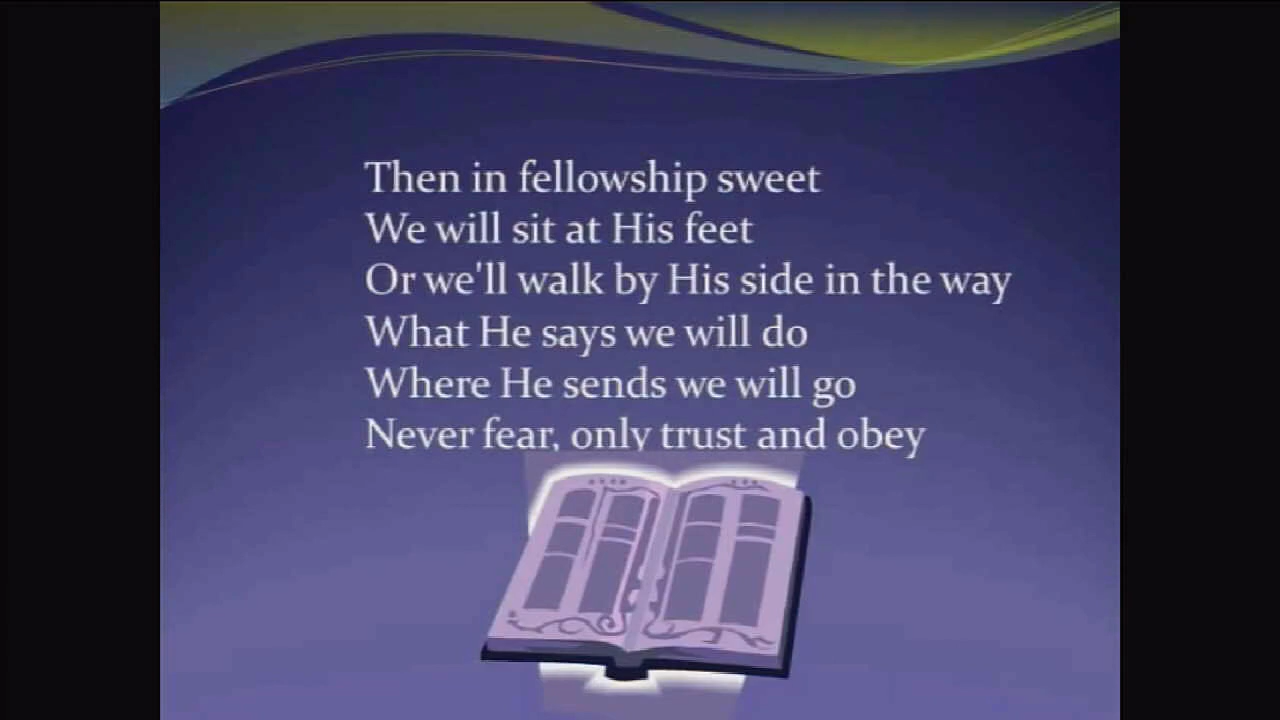 Then in fellowship sweet
We will sit at His feet
Or we'll walk by His side in the way
What He says we will do
Where He sends we will go
Never fear, only trust and obey